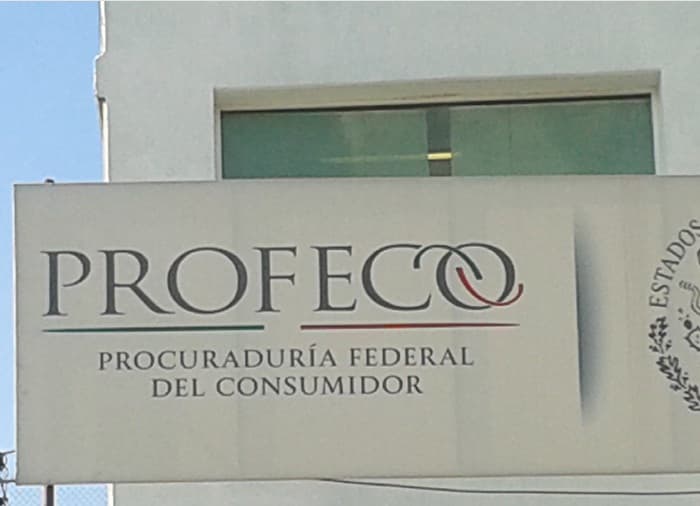 PROFECO
PROCURADURÍA FEDERAL
DEL CONSUMIDOR
ESTADOS